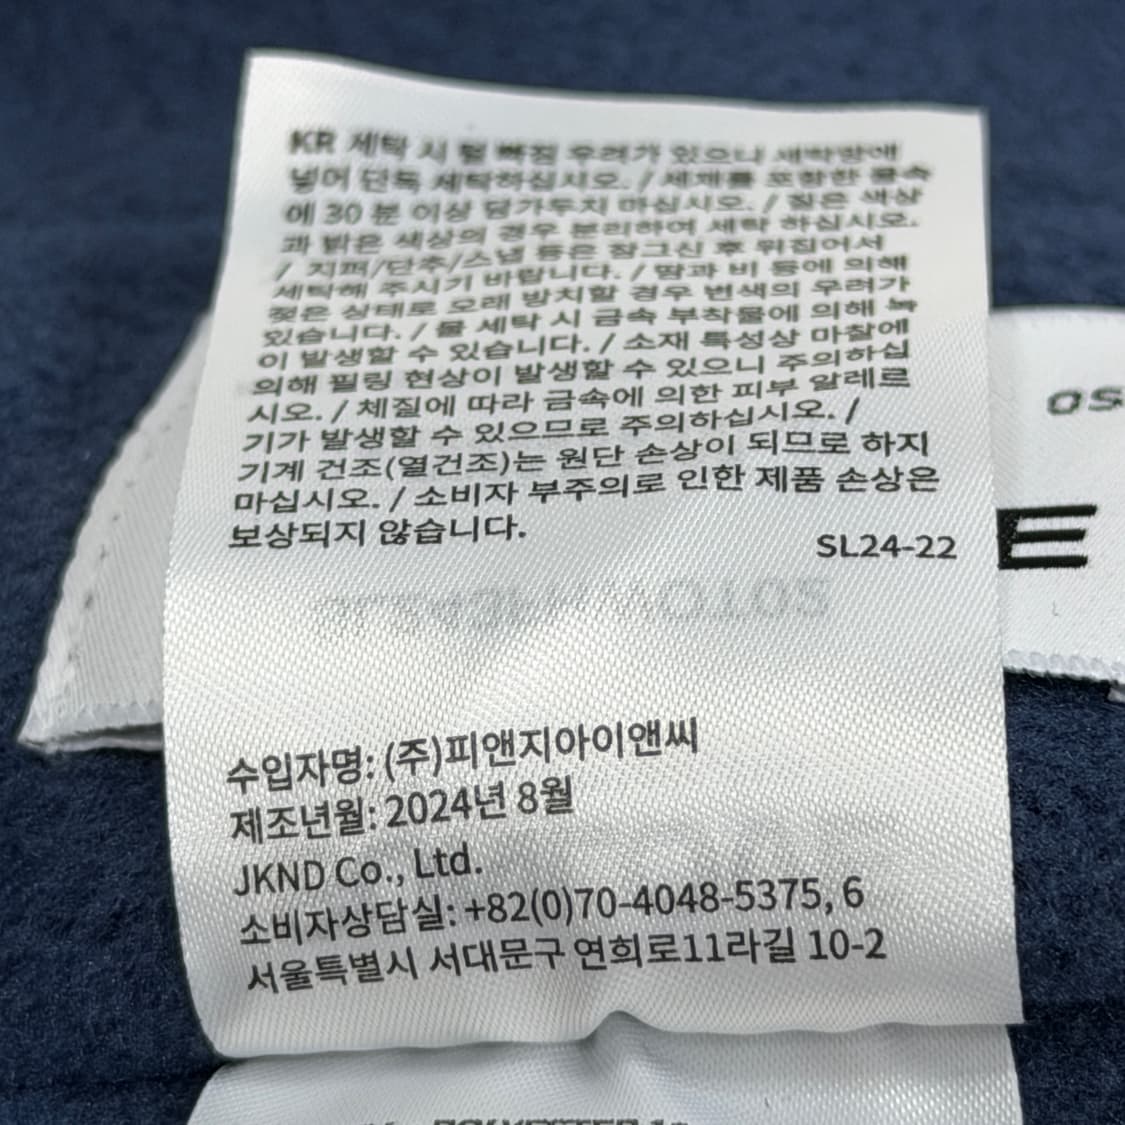 KR 세탁 시 털 빠짐 우려가 있으니 세탁망에
넣어 단독 세탁하십시오. / 세제를 포함한 물속
에 30 분 이상 담가두지 마십시오. / 짙은 색상
과 밝은 색상의 경우 분리하여 세탁 하십시오.
/ 지퍼/단추/스냅 등은 잠그신 후 뒤집어서
세탁해 주시기 바랍니다. / 땀과 비 등에 의해
젖은 상태로 오래 방치할 경우 변색의 우려가
있습니다. / 물 세탁 시 금속 부착물에 의해 녹
이 발생할 수 있습니다. / 소재 특성상 마찰에
의해 필링 현상이 발생할 수 있으니 주의하십
시오. / 체질에 따라 금속에 의한 피부 알레르
기가 발생할 수 있으므로 주의하십시오. /
기계 건조(열건조)는 원단 손상이 되므로 하지
마십시오. / 소비자 부주의로 인한 제품 손상은
보상되지 않습니다.
SL24-22
수입자명: (주)피앤지아이앤씨
제조년월: 2024년 8월
JKND Co., Ltd.
소비자상담실: +82(0)70-4048-5375, 6
서울특별시 서대문구 연희로11라길 10-2
os
E